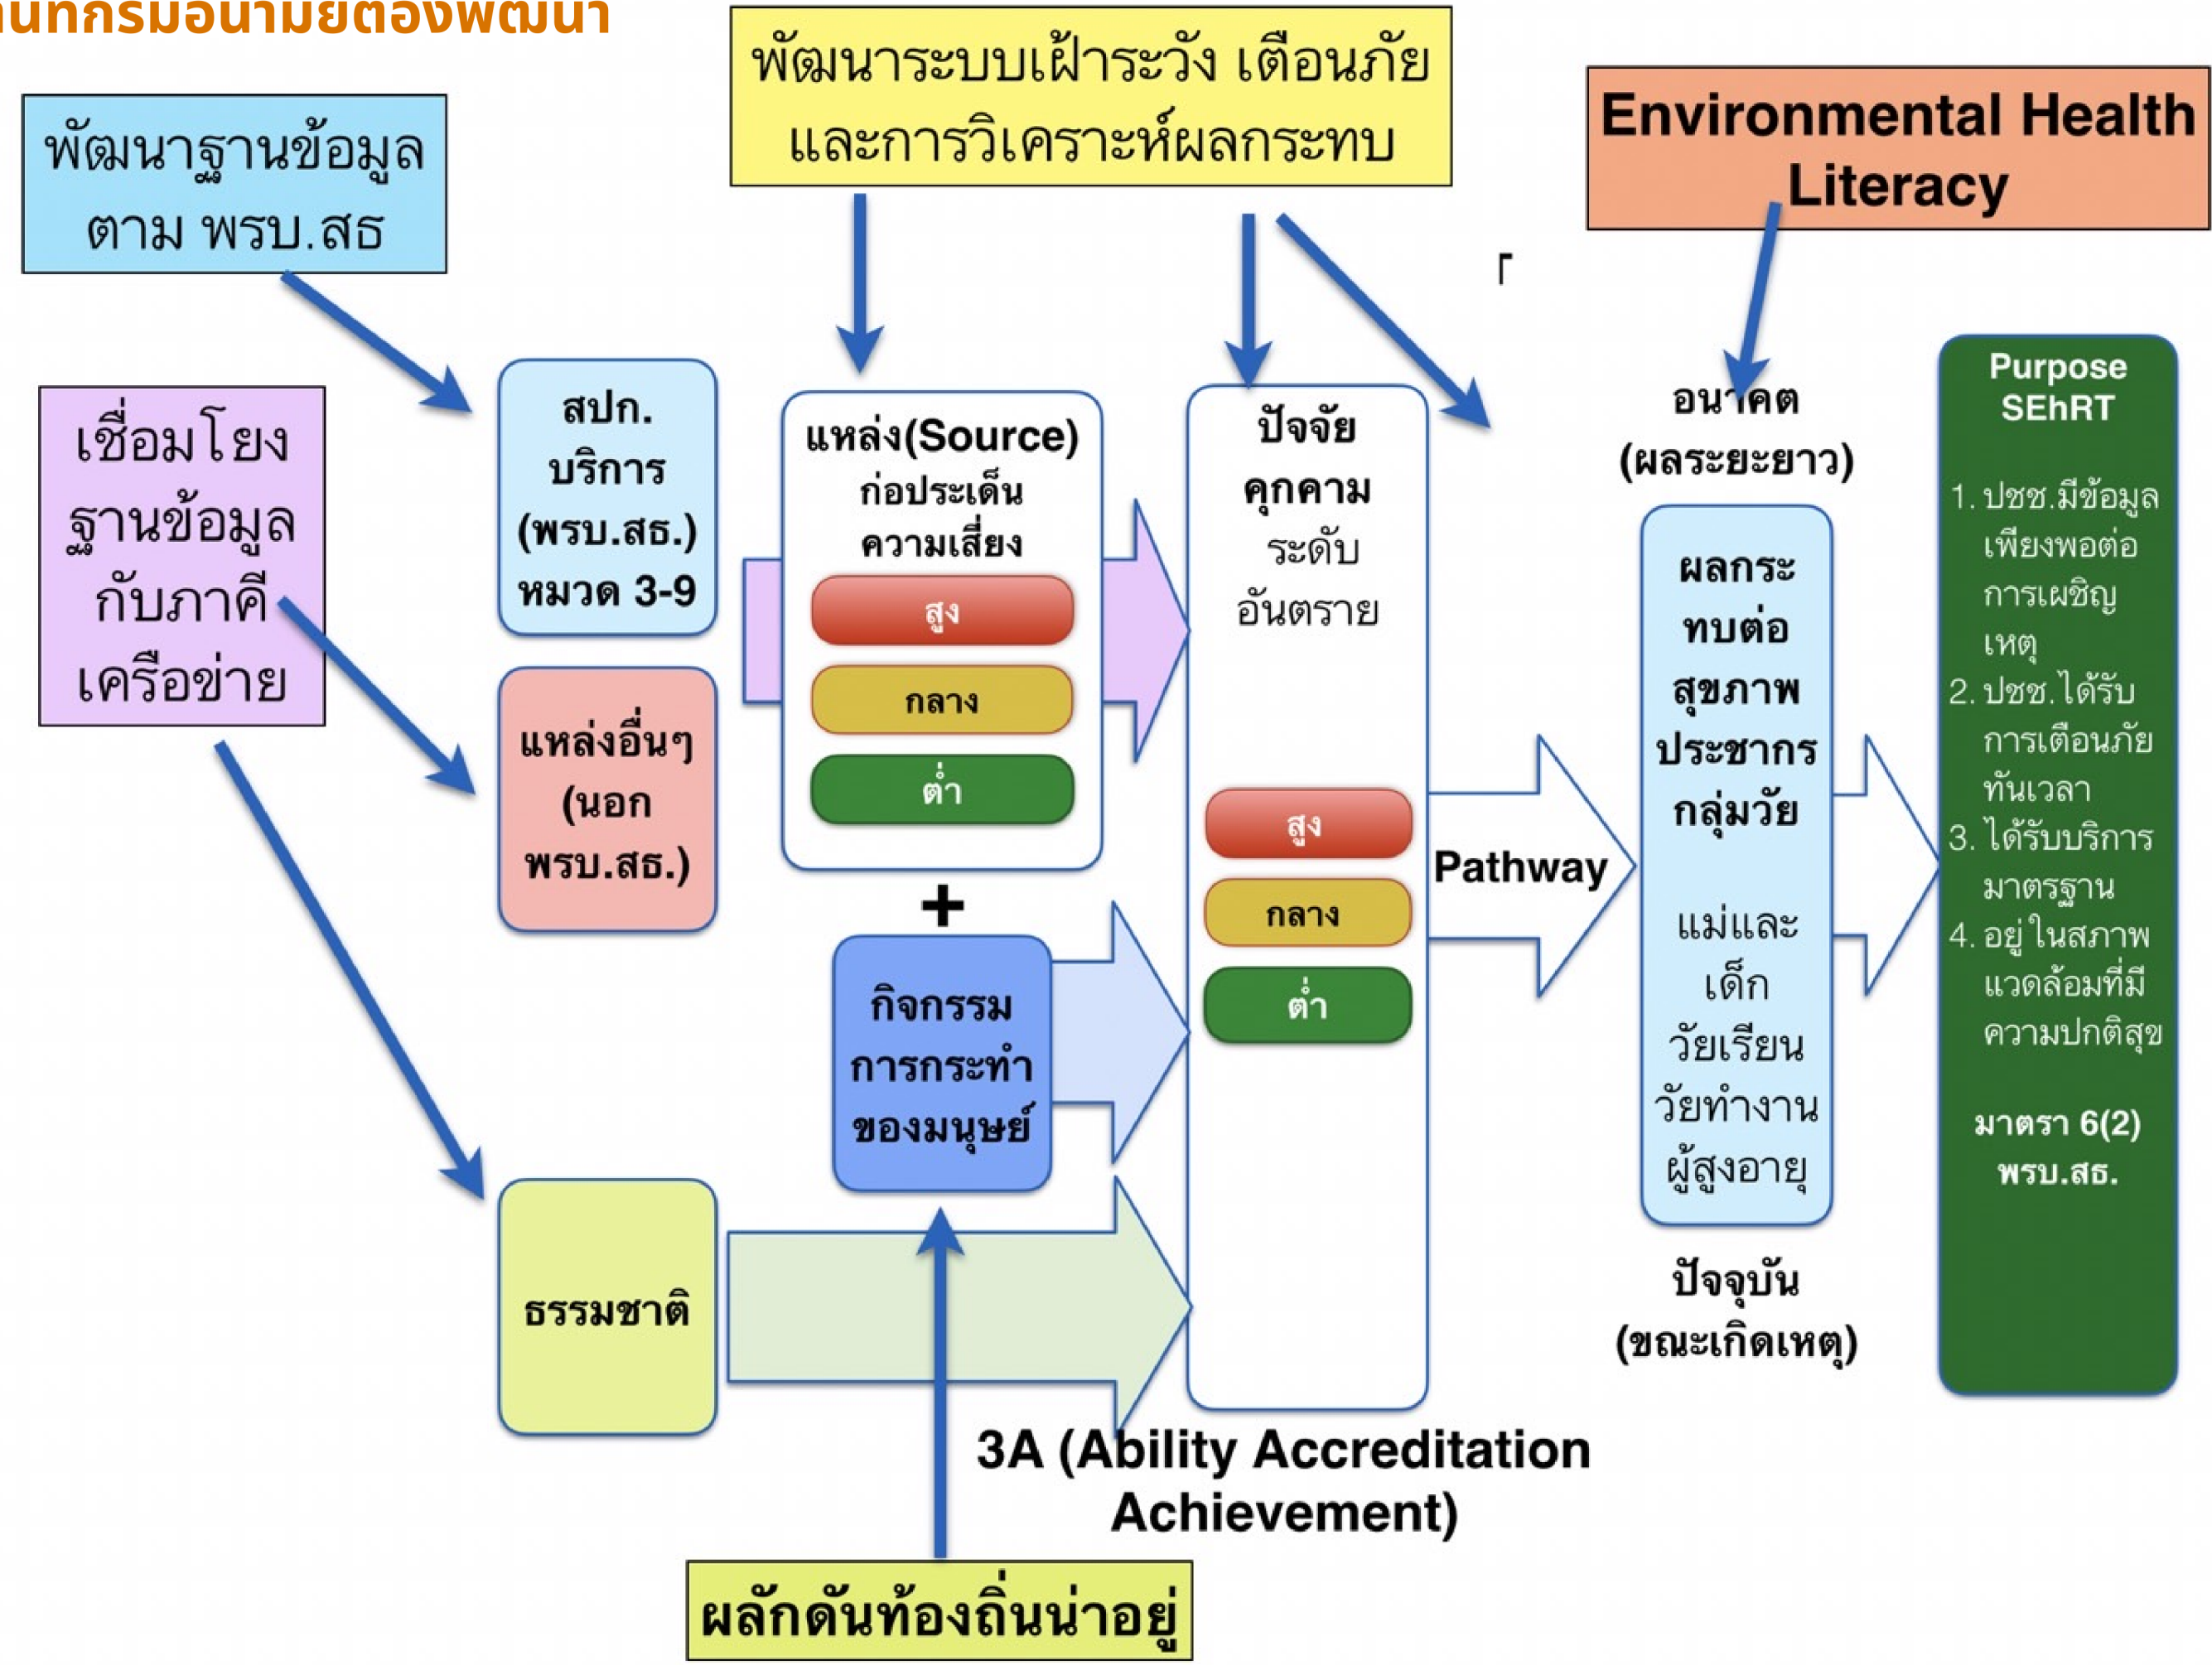 พัฒนาระบบเฝ้าระวัง เตือนภัย
และการวิเคราะห์ผลกระทบ
Environmental Health
Literacy
พัฒนาฐานข้อมูล
ตาม พรบ.สธ
เชื่อมโยง
ฐานข้อมูล
กับภาคี
เครือข่าย
สปก.
บริการ
(พรบ.สธ.)
หมวด 3-9
แหล่งอื่นๆ
(นอก
พรบ.สธ.)
ธรรมชาติ
แหล่ง(Source)
ก่อประเด็น
ความเสี่ยง
สูง
กลาง
ต่ำ
+
กิจกรรม
การกระทำ
ของมนุษย์
ปัจจัย
คุกคาม
ระดับ
อันตราย
สูง
กลาง
ต่ำ
Pathway
อนาคต
(ผลระยะยาว)
ผลกระ
ทบต่อ
สุขภาพ
ประชากร
กลุ่มวัย
แม่และ
เด็ก
วัยเรียน
วัยทำงาน
ผู้สูงอายุ
ปัจจุบัน
(ขณะเกิดเหตุ)
Purpose
SEhRT
1. ปชช.มีข้อมูล
เพียงพอต่อ
การเผชิญ
เหตุ
2. ปชช.ได้รับ
การเตือนภัย
ทันเวลา
3. ได้รับบริการ
มาตรฐาน
4. อยู่ในสภาพ
แวดล้อมที่มี
ความปกติสุข
มาตรา 6(2)
พรบ.สธ.
3A (Ability Accreditation
Achievement)
ผลักดันท้องถิ่นน่าอยู่